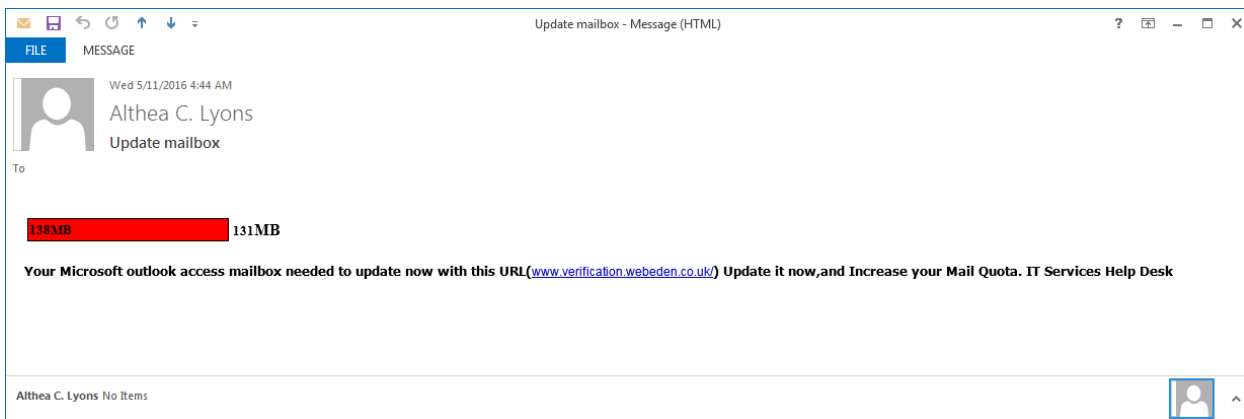 Update mailbox - Message (HTML)
?
FILE MESSAGE
Wed 5/11/2016 4:44 AM
Althea C. Lyons
Update mailbox
To
138MB 131MB
Your Microsoft outlook access mailbox needed to update now with this URL(www.verification.webeden.co.uk/) Update it now,and Increase your Mail Quota. IT Services Help Desk
Althea C. Lyons No Items